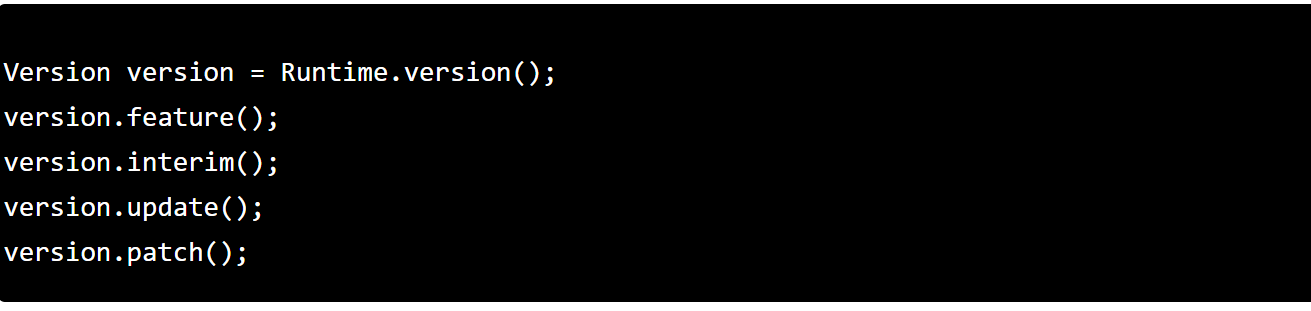 Version version = Runtime.version();
version.feature();
version.interim();
version.update();
version.patch();